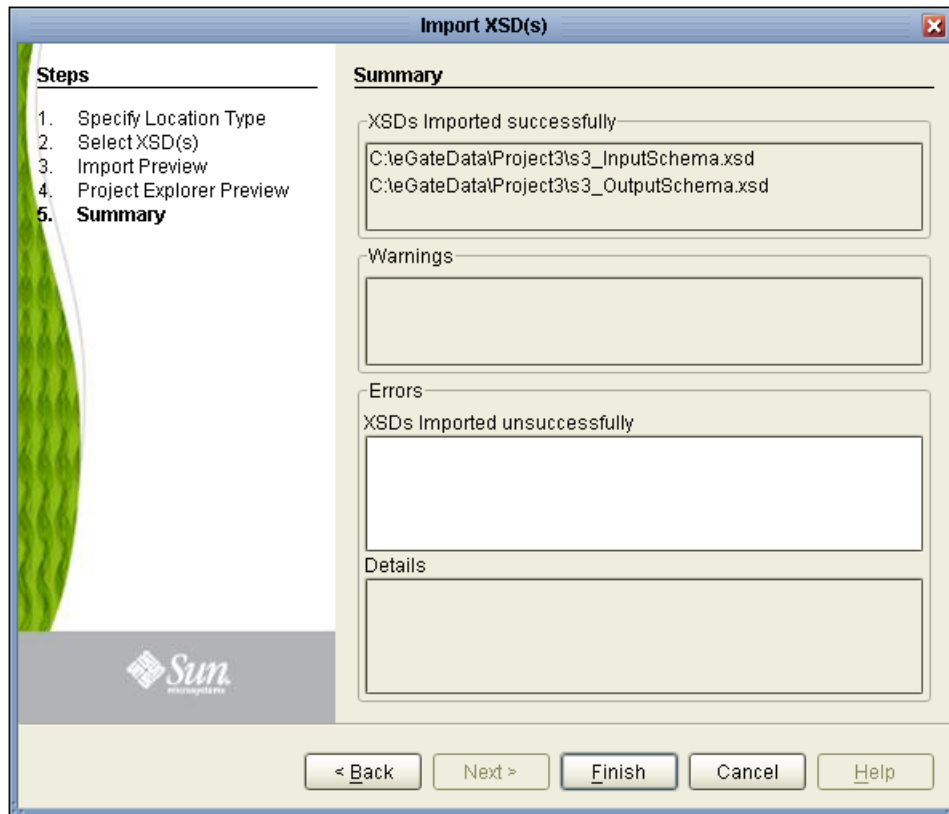 Import XSD(s)
Steps
1. Specify Location Type
2. Select XSD(s)
3. Import Preview
4. Project Explorer Preview
5. Summary
Summary
XSDs Imported successfully
C:\eGateData\Project3\s3_InputSchema.xsd
C:\eGateData\Project3\s3_OutputSchema.xsd
Warnings
Errors
XSDs Imported unsuccessfully
Details
Sun
microsystems
< Back
Next >
Finish
Cancel
Help